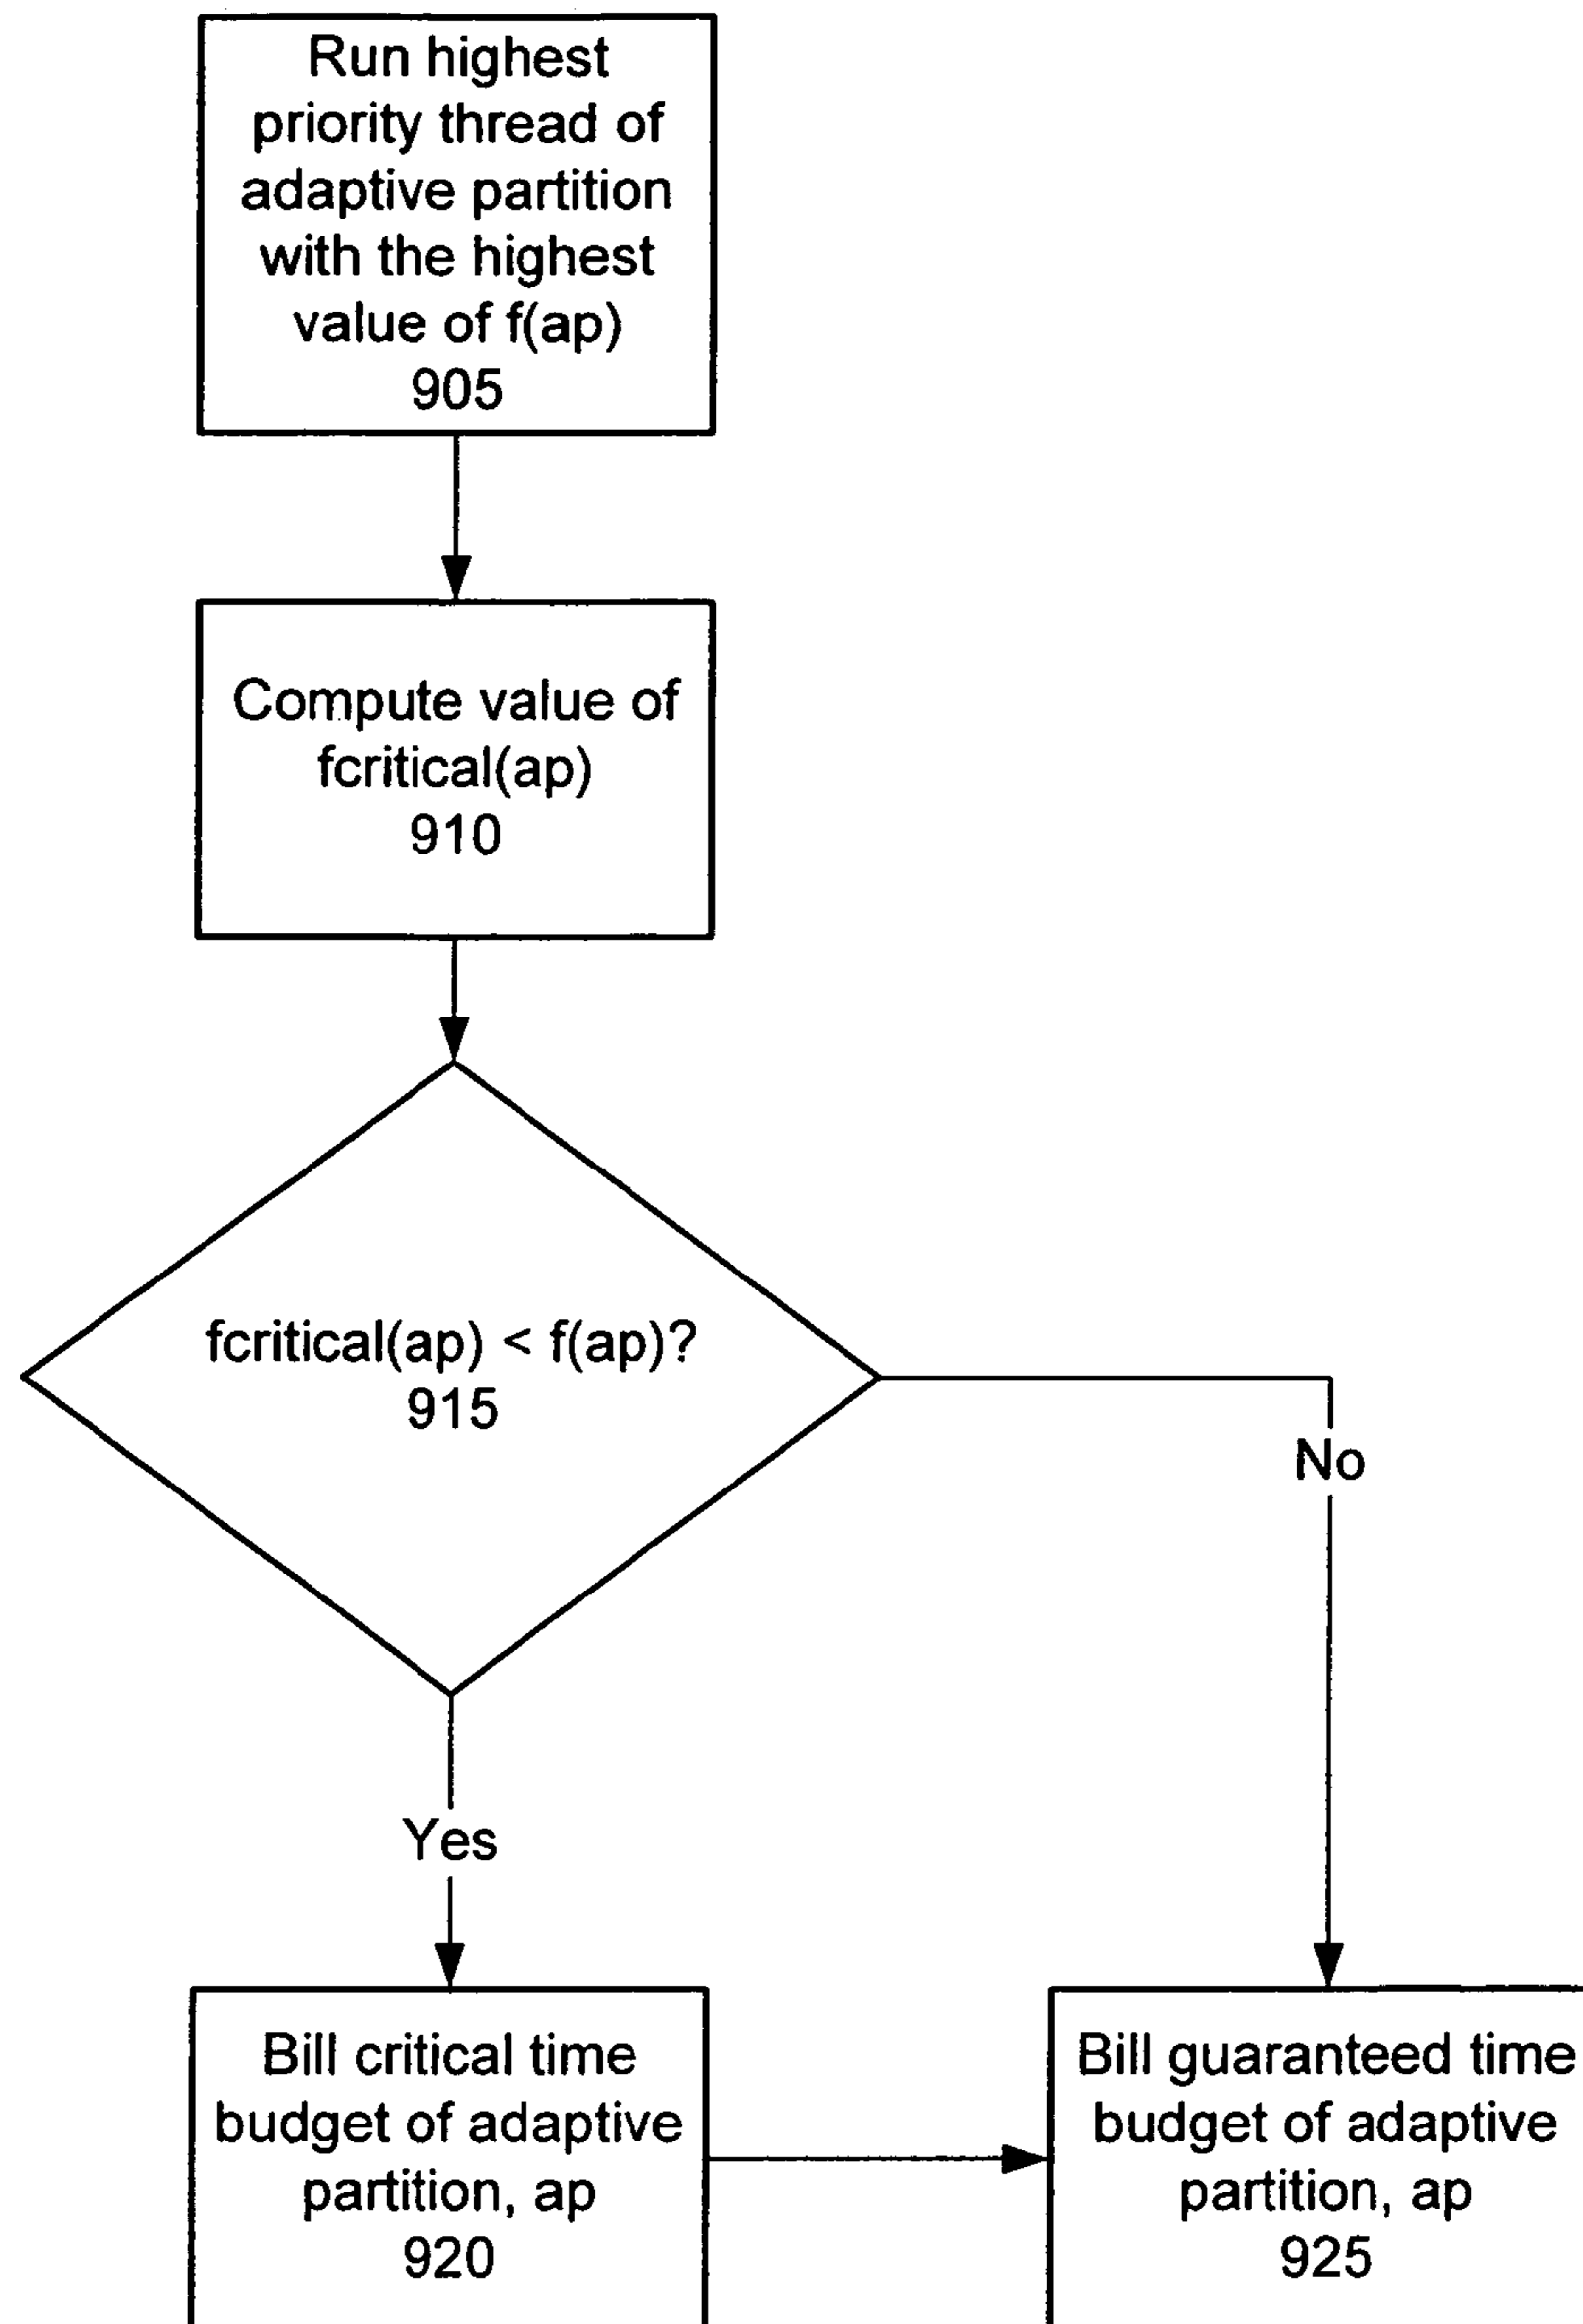 Run highest
priority thread of
adaptive partition
with the highest
value of f(ap)
905
Compute value of
fcritical(ap)
910
fcritical(ap) < f(ap)?
915
No
Yes
Bill critical time
budget of adaptive
partition, ap
920
Bill guaranteed time
budget of adaptive
partition, ap
925